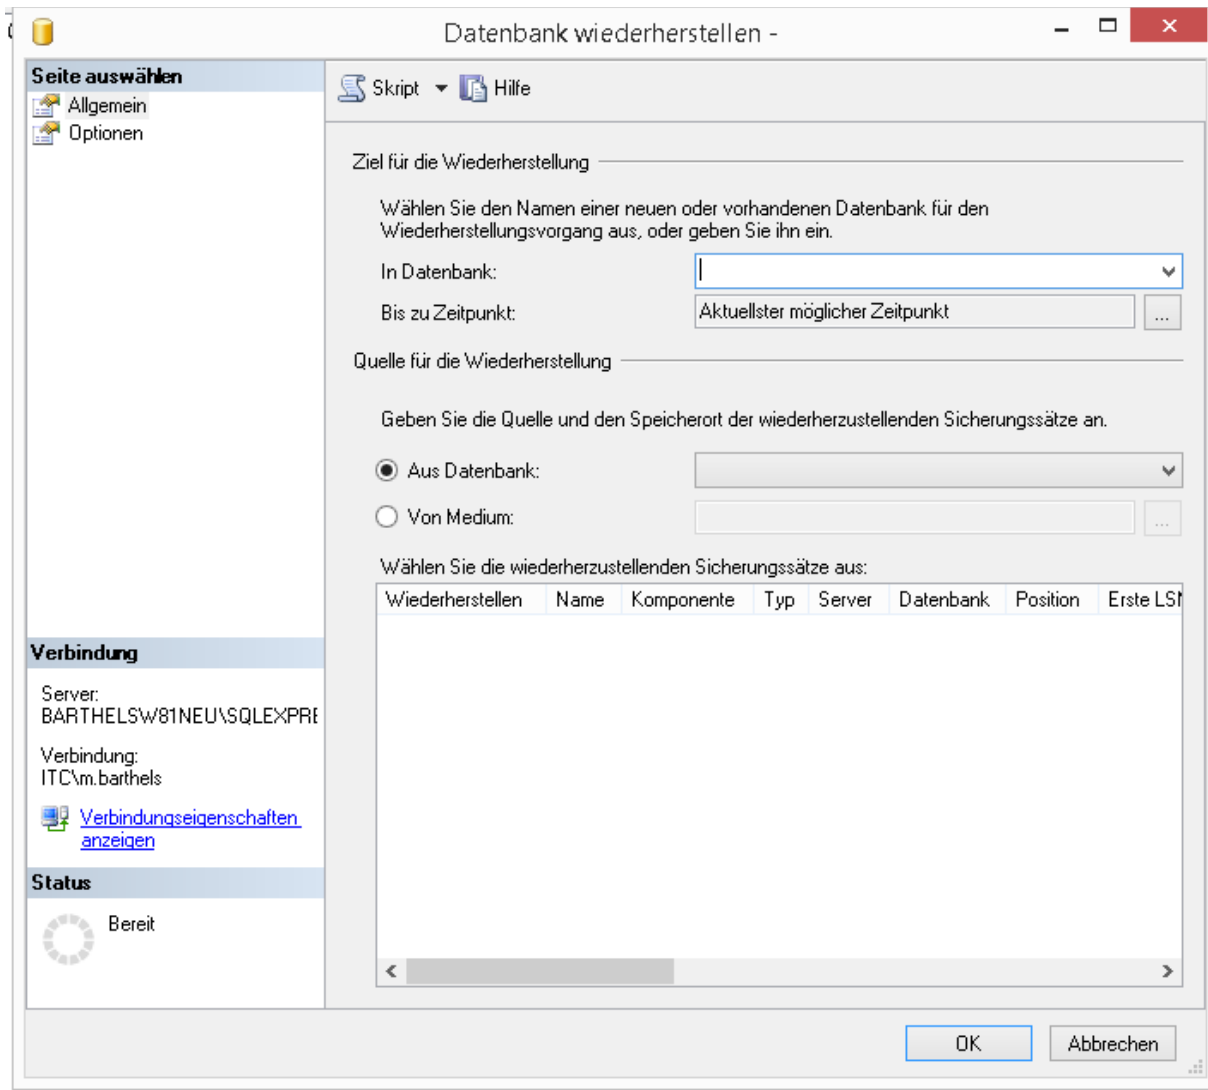 Datenbank wiederherstellen -
Seite auswählen
Allgemein
Optionen
Skript
Hilfe
Ziel für die Wiederherstellung
Wählen Sie den Namen einer neuen oder vorhandenen Datenbank für den
Wiederherstellungsvorgang aus, oder geben Sie ihn ein.
In Datenbank:
Bis zu Zeitpunkt:
Aktuellster möglicher Zeitpunkt
...
Quelle für die Wiederherstellung
Geben Sie die Quelle und den Speicherort der wiederherzustellenden Sicherungssätze an.
Aus Datenbank:
Von Medium:
...
Wählen Sie die wiederherzustellenden Sicherungssätze aus:
Wiederherstellen Name Komponente Typ Server Datenbank Position Erste LSN
Verbindung
Server:
BARTHELSW81NEU\SQLEXPRE
Verbindung:
ITC\m.barthels
Verbindungseigenschaften
anzeigen
Status
Bereit
OK
Abbrechen